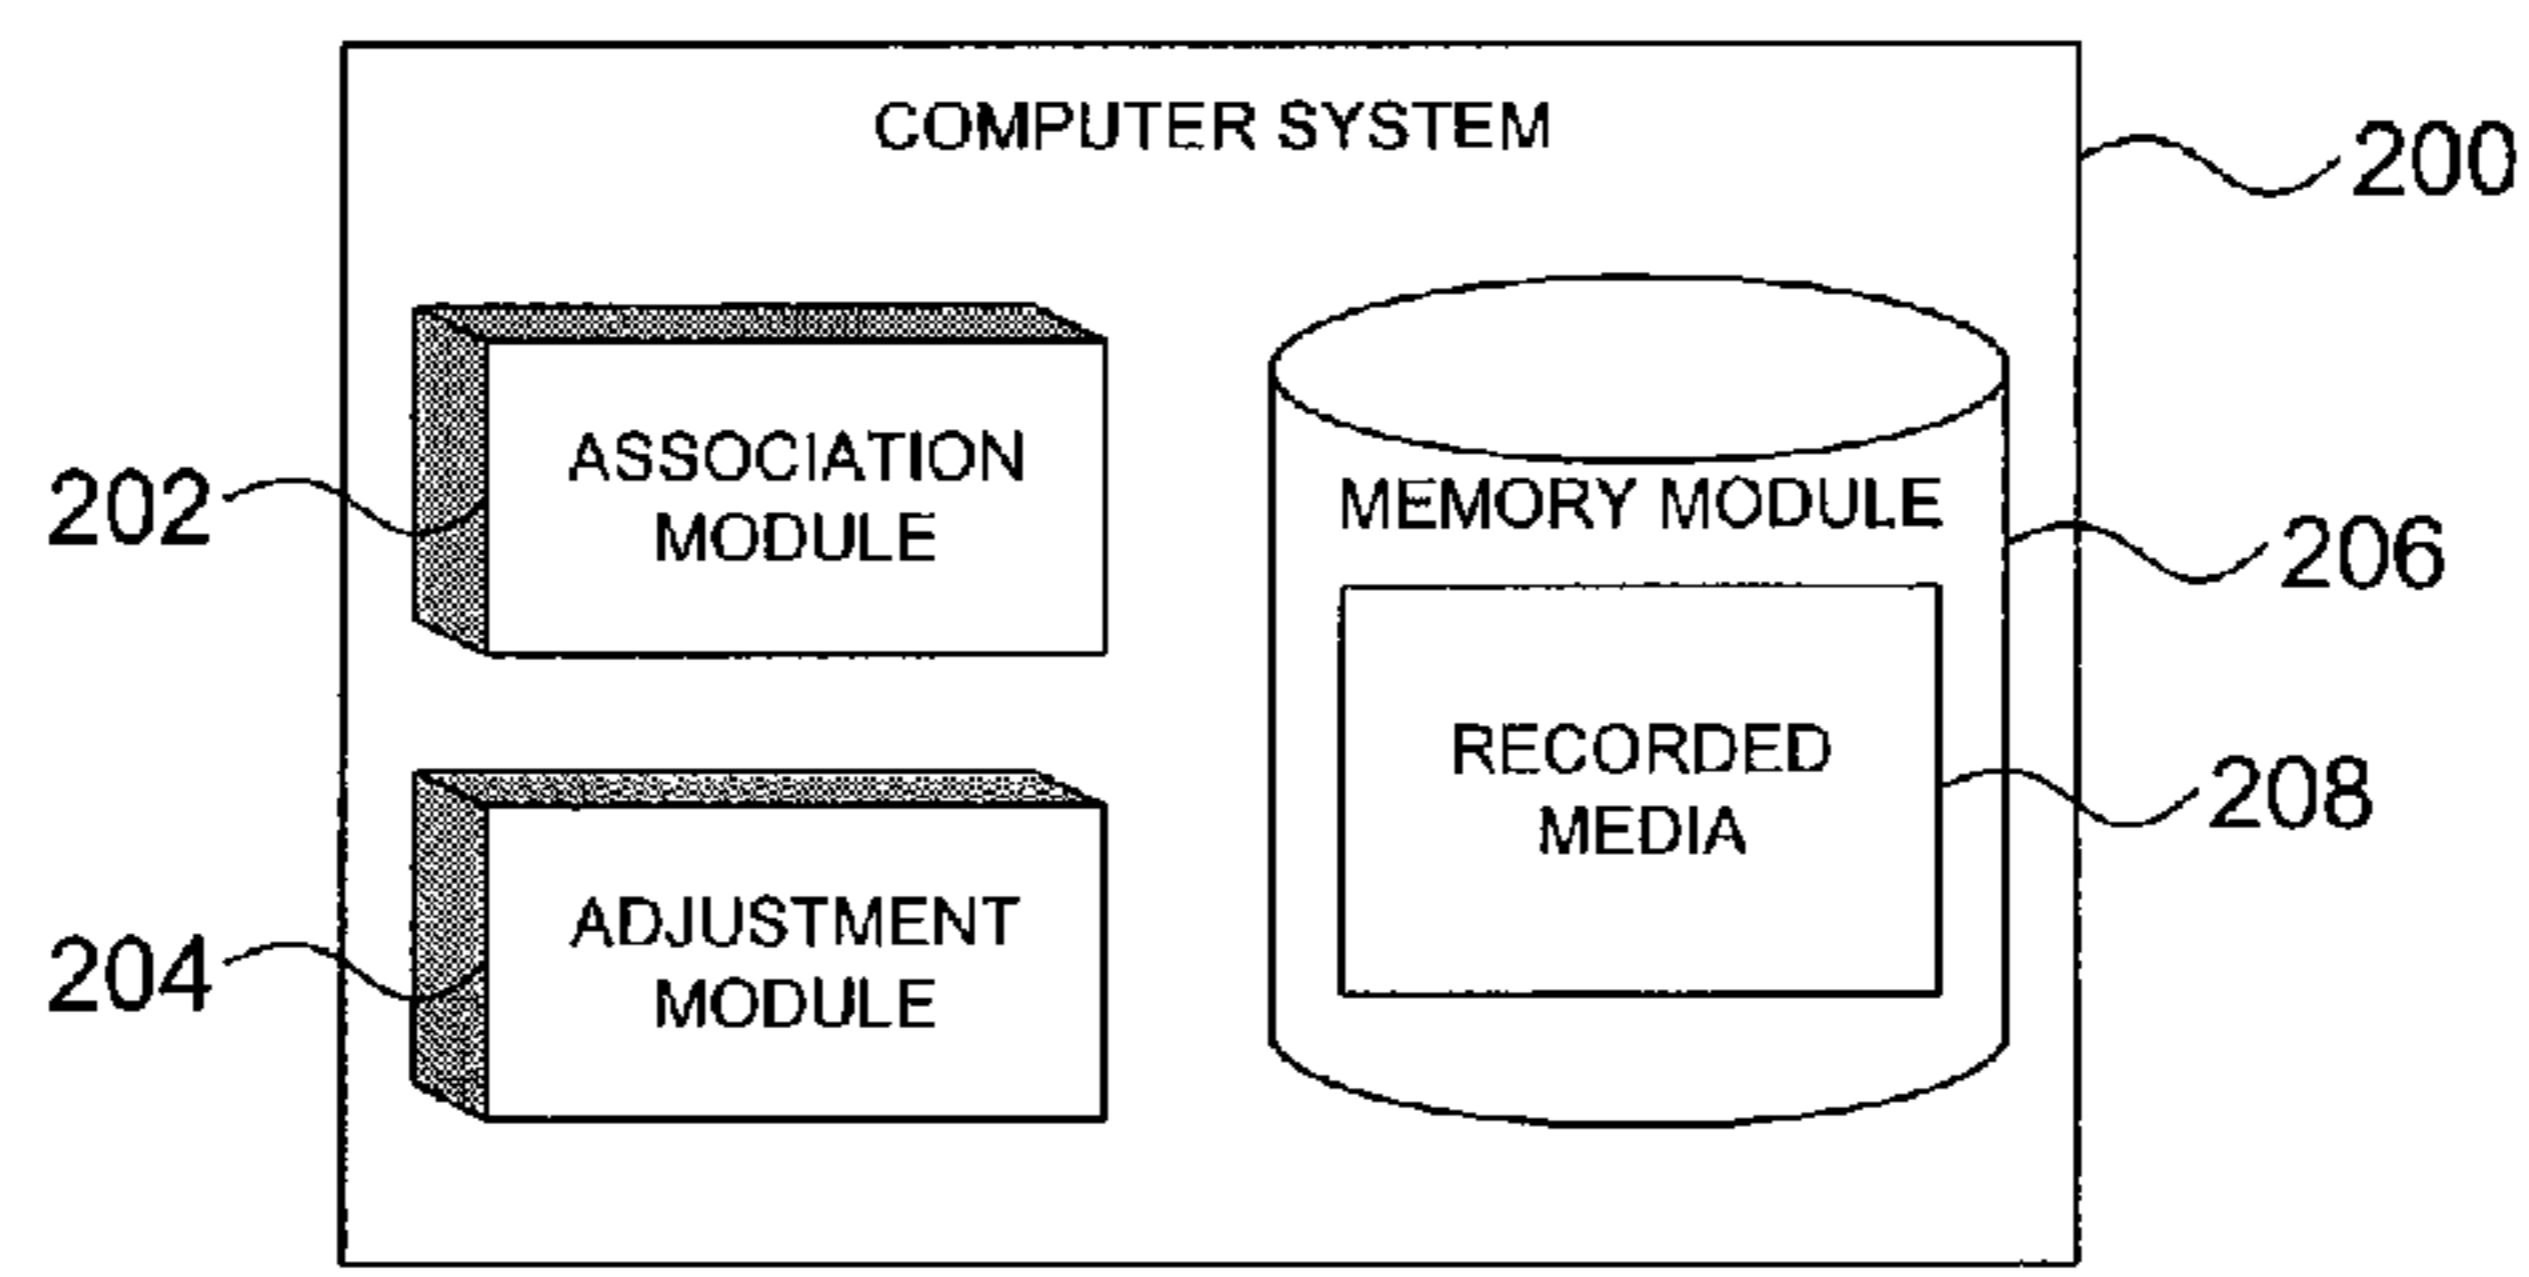 COMPUTER SYSTEM
200
ASSOCIATION
MODULE
202
MEMORY MODULE
206
RECORDED
MEDIA
208
ADJUSTMENT
MODULE
204